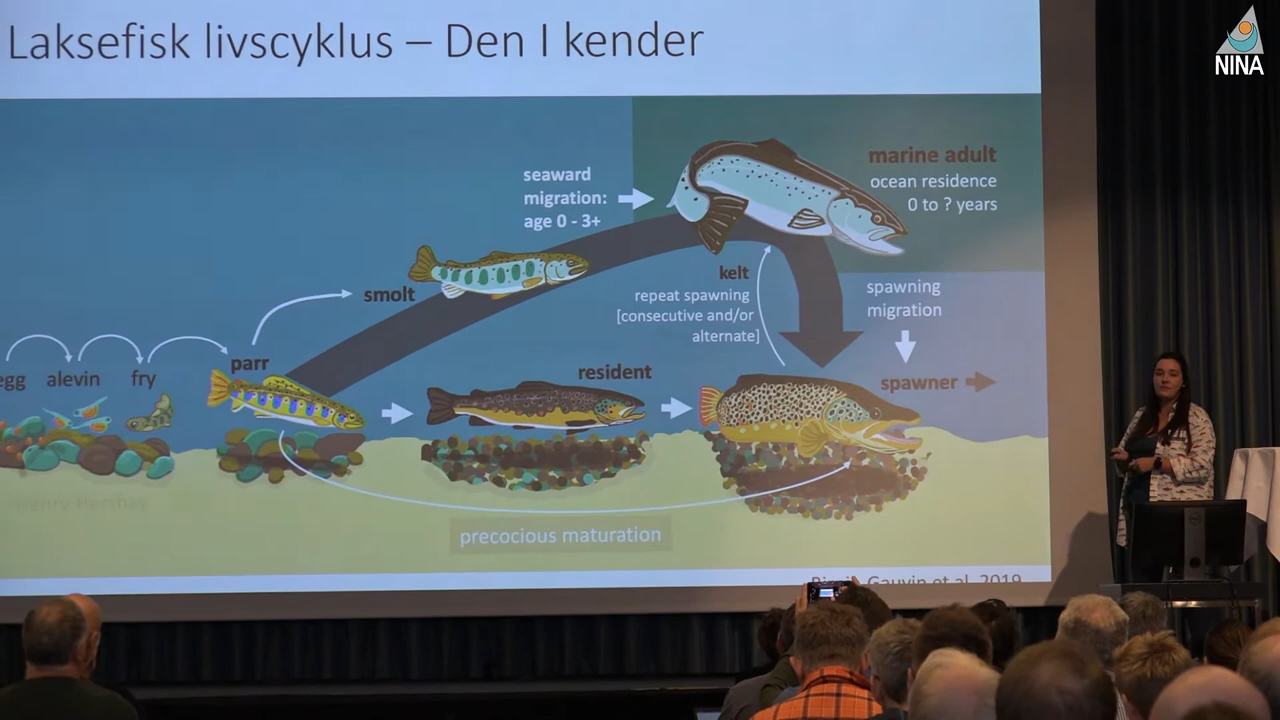 Laksefisk livscyklus – Den I kender
NINA
marine adult
ocean residence
0 to ? years
seaward
migration:
age 0 - 3+
kelt
repeat spawning
[consecutive and/or
alternate]
spawning
migration
smolt
egg
alevin
fry
parr
resident
spawner
precocious maturation
Gauvin et al. 2019